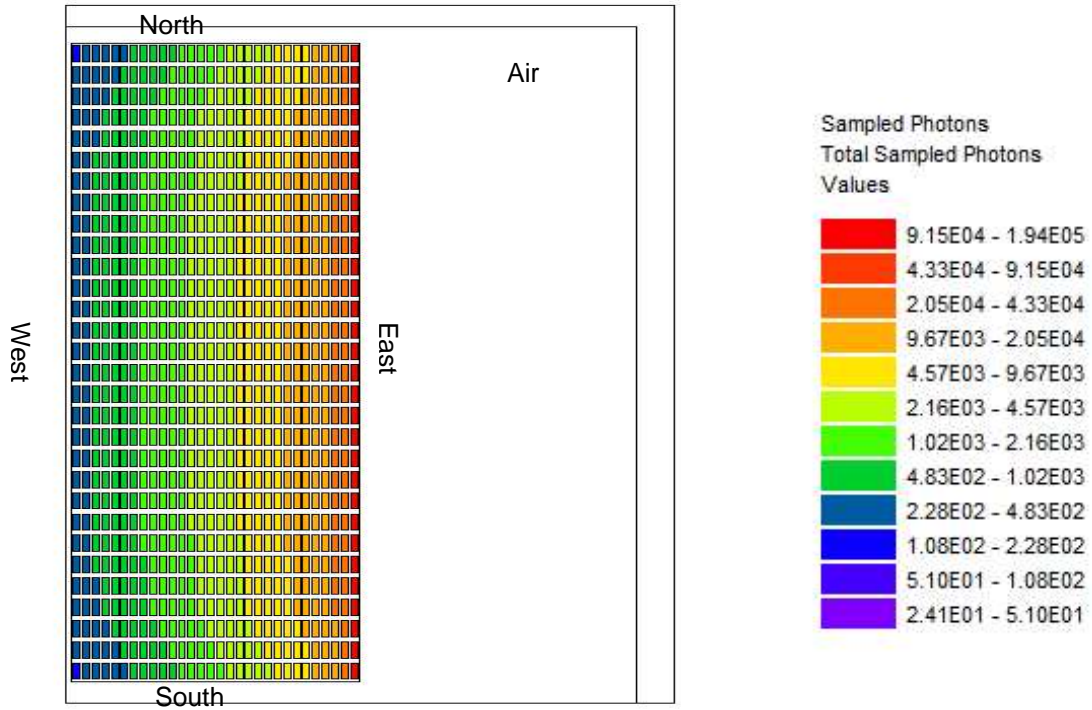 North
Air
West
East
South
Sampled Photons
Total Sampled Photons
Values
9.15E04 - 1.94E05
4.33E04 - 9.15E04
2.05E04 - 4.33E04
9.67E03 - 2.05E04
4.57E03 - 9.67E03
2.16E03 - 4.57E03
1.02E03 - 2.16E03
4.83E02 - 1.02E03
2.28E02 - 4.83E02
1.08E02 - 2.28E02
5.10E01 - 1.08E02
2.41E01 - 5.10E01